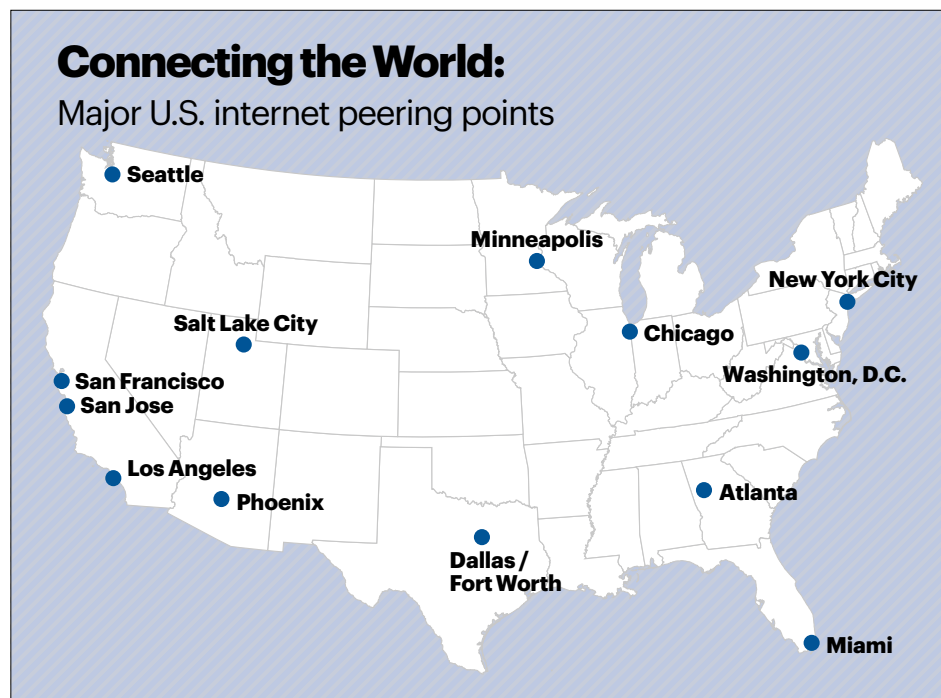 Connecting the World:
Major U.S. internet peering points
Seattle
Minneapolis
New York City
Salt Lake City
Chicago
Washington, D.C.
San Francisco
San Jose
Los Angeles
Phoenix
Atlanta
Dallas /
Fort Worth
Miami